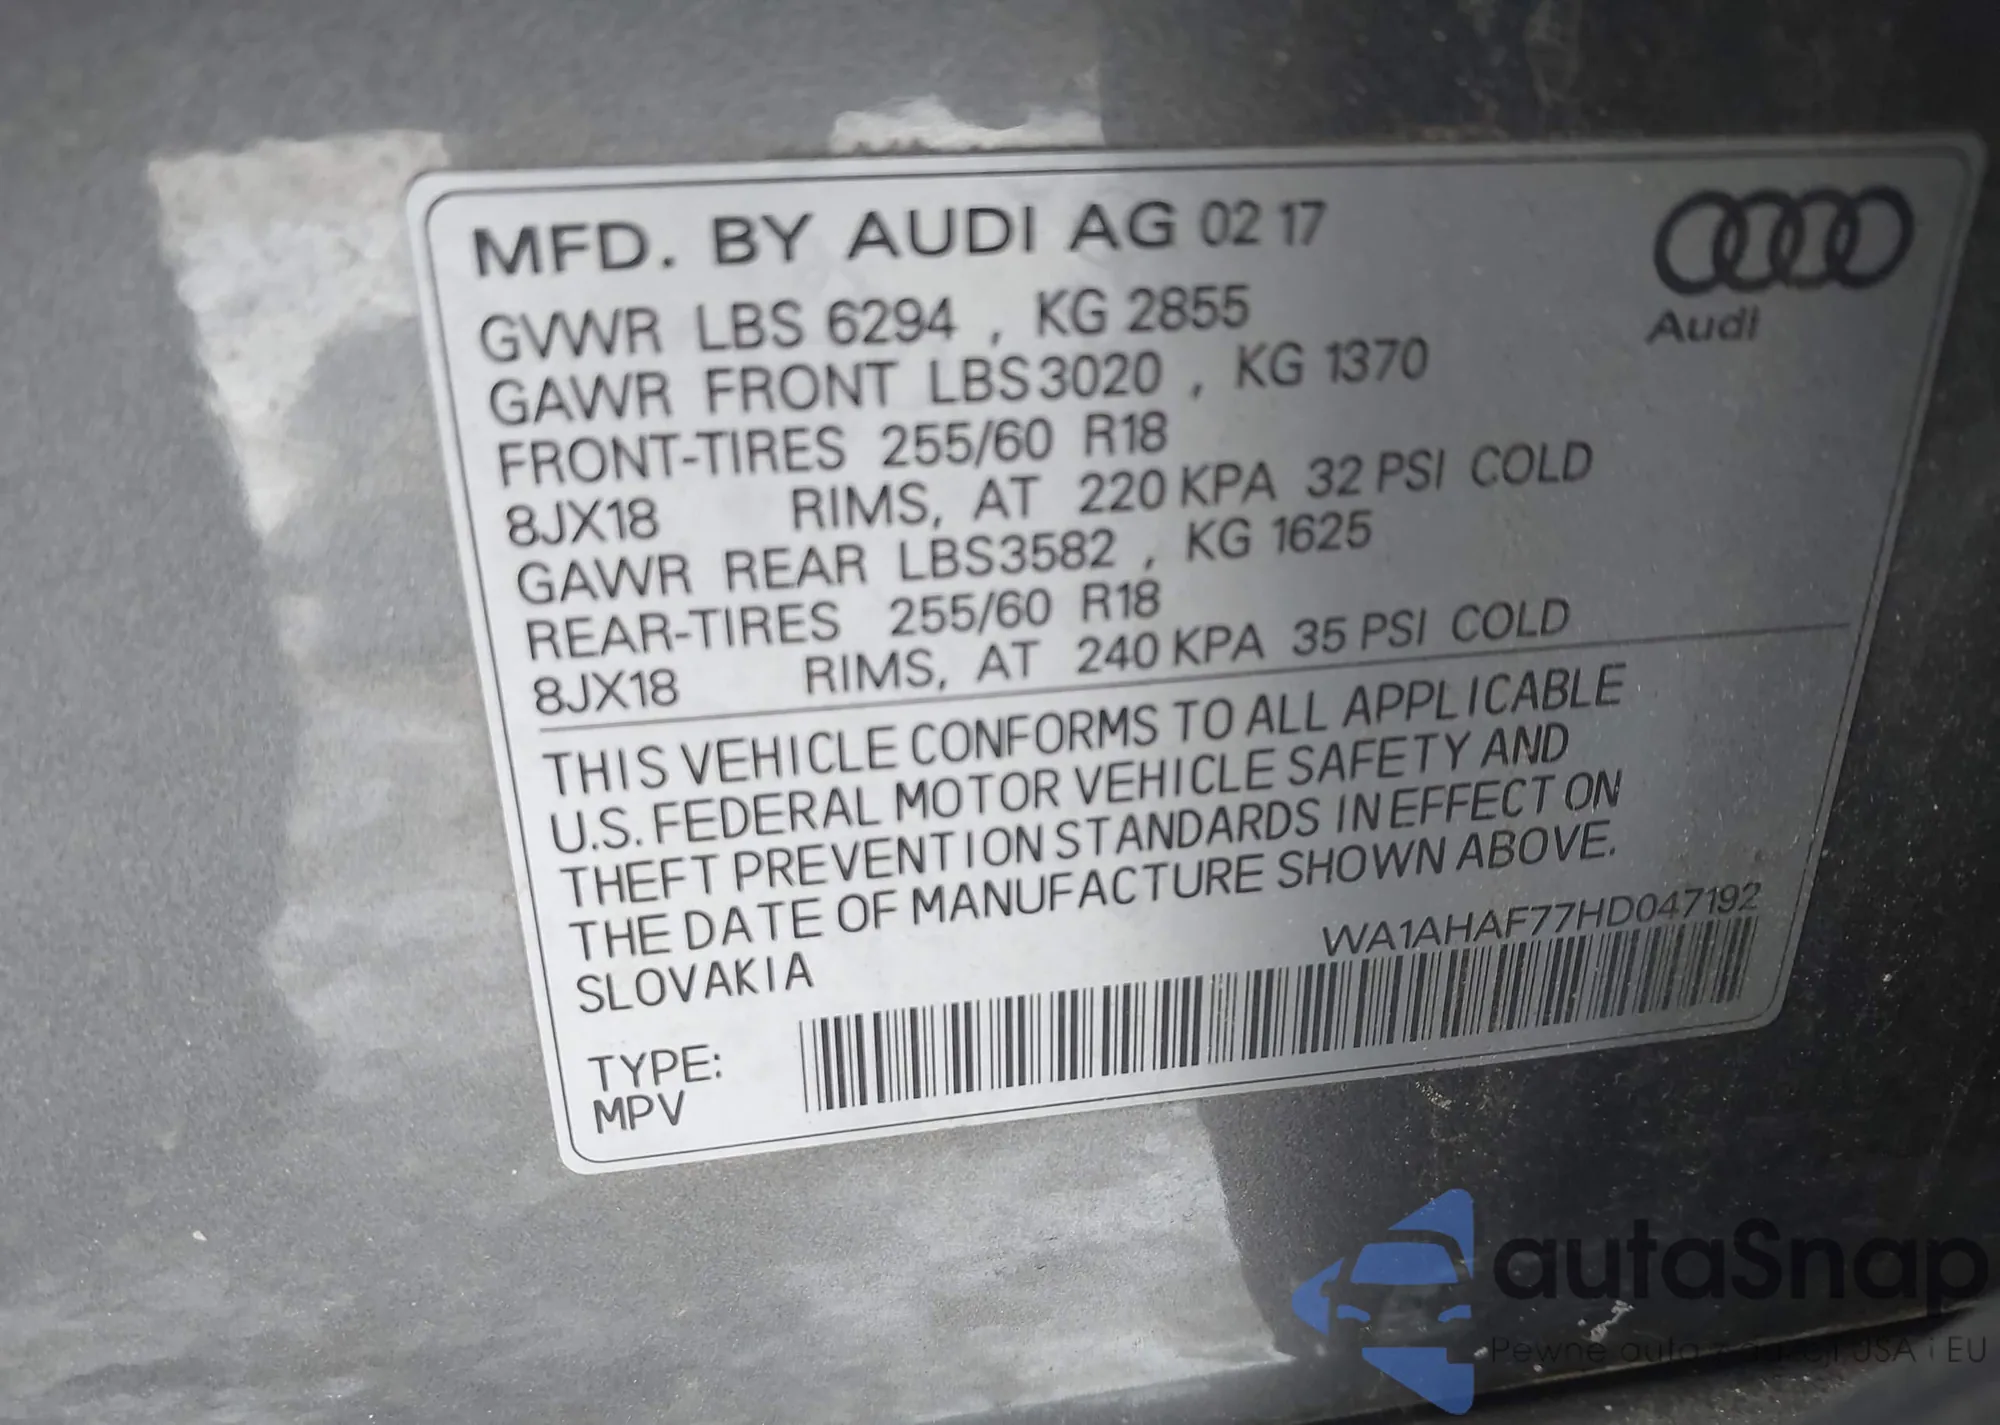 MFD. BY AUDI AG 02 17
Audi
GVWR LBS 6294 , KG 2855
GAWR FRONT LBS3020 , KG 1370
FRONT-TIRES 255/60 R18
8JX18 RIMS, AT 220 KPA 32 PSI COLD
GAWR REAR LBS3582 , KG 1625
REAR-TIRES 255/60 R18
8JX18 RIMS, AT 240 KPA 35 PSI COLD
THIS VEHICLE CONFORMS TO ALL APPLICABLE
U.S. FEDERAL MOTOR VEHICLE SAFETY AND
THEFT PREVENTION STANDARDS IN EFFECT ON
THE DATE OF MANUFACTURE SHOWN ABOVE.
SLOVAKIA
WA1AHAF77HD047192
TYPE:
MPV
autaSnap
Pewne auta z USA i EU